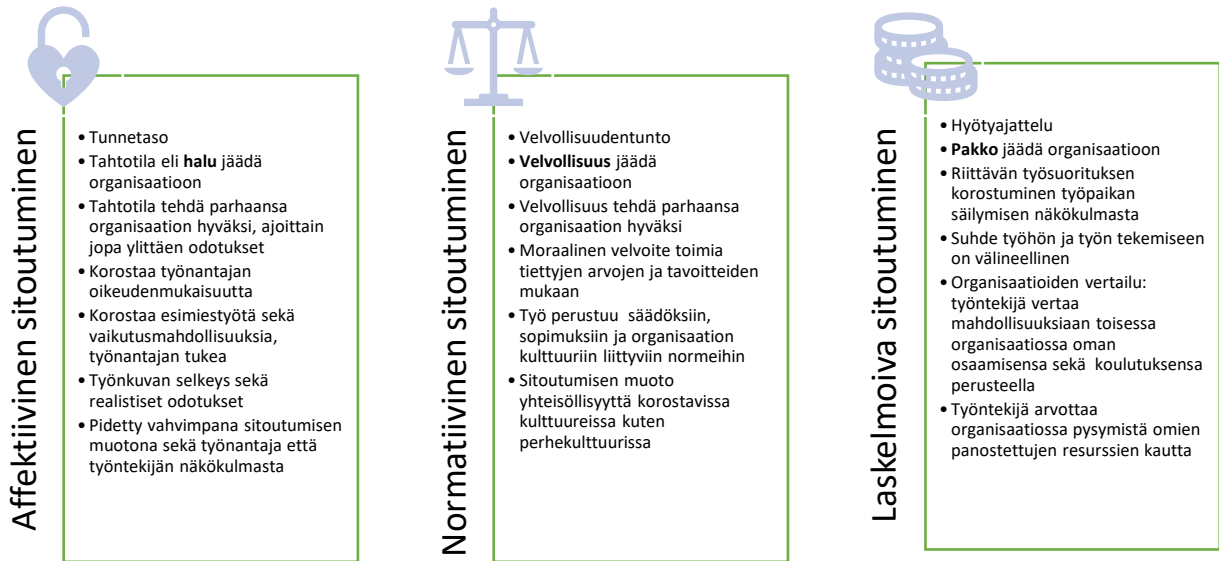 Affektiivinen sitoutuminen
• Tunnetaso
• Tahtotila eli halu jäädä
organisaatioon
• Tahtotila tehdä parhaansa
organisaation hyväksi, ajoittain
jopa ylittäen odotukset
• Korostaa työnantajan
oikeudenmukaisuutta
• Korostaa esimiestyötä sekä
vaikutusmahdollisuuksia,
työnantajan tukea
• Työnkuvan selkeys sekä
realistiset odotukset
• Pidetty vahvimpana sitoutumisen
muotona sekä työnantaja että
työntekijän näkökulmasta
Normatiivinen sitoutuminen
• Velvollisuudentunto
• Velvollisuus jäädä
organisaatioon
• Velvollisuus tehdä parhaansa
organisaation hyväksi
• Moraalinen velvoite toimia
tiettyjen arvojen ja tavoitteiden
mukaan
• Työ perustuu säädöksiin,
sopimuksiin ja organisaation
kulttuuriin liittyviin normeihin
• Sitoutumisen muoto
yhteisöllisyyttä korostavissa
kulttuureissa kuten
perhekulttuurissa
Laskelmoiva sitoutuminen
• Hyötyajattelu
• Pakko jäädä organisaatioon
• Riittävän työsuorituksen
korostuminen työpaikan
säilymisen näkökulmasta
• Suhde työhön ja työn tekemiseen
on välineellinen
• Organisaatioiden vertailu:
työntekijä vertaa
mahdollisuuksiaan toisessa
organisaatiossa oman
osaamisensa sekä koulutuksensa
perusteella
• Työntekijä arvottaa
organisaatiossa pysymistä omien
panostettujen resurssien kautta